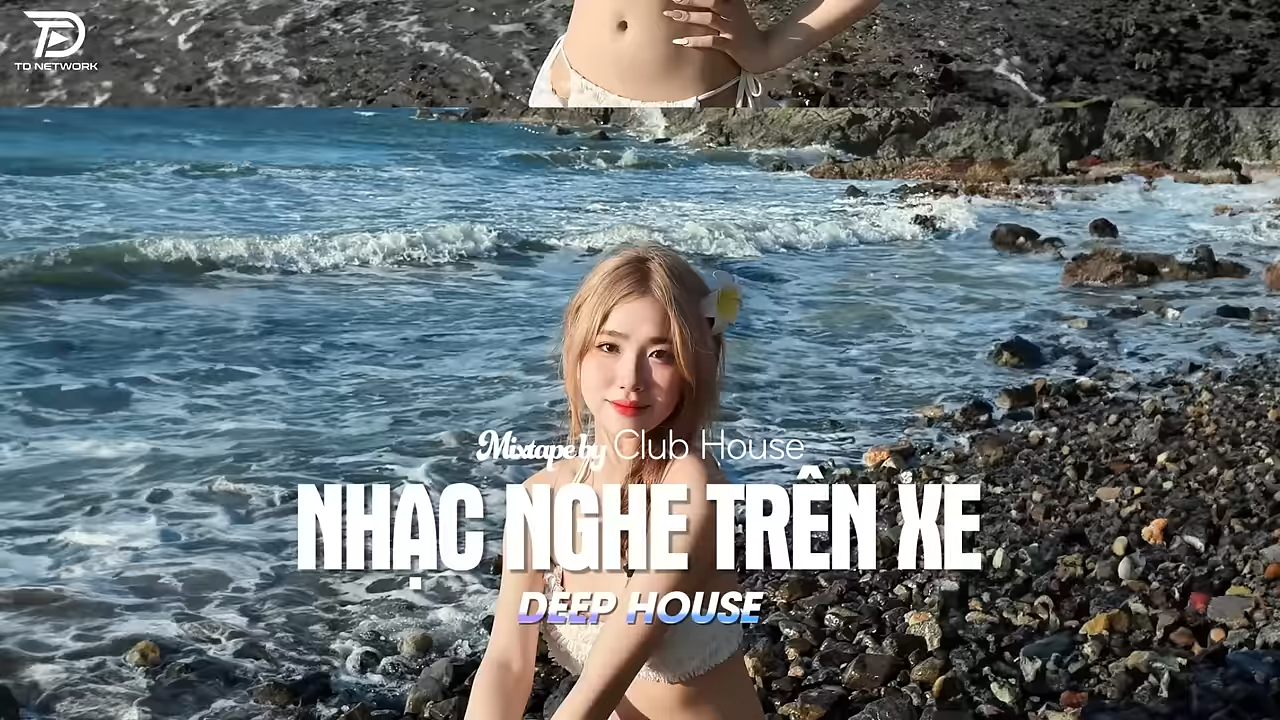 TD NETWORK
Mixtape by Club House
NHẠC NGHE TRÊN XE
DEEP HOUSE